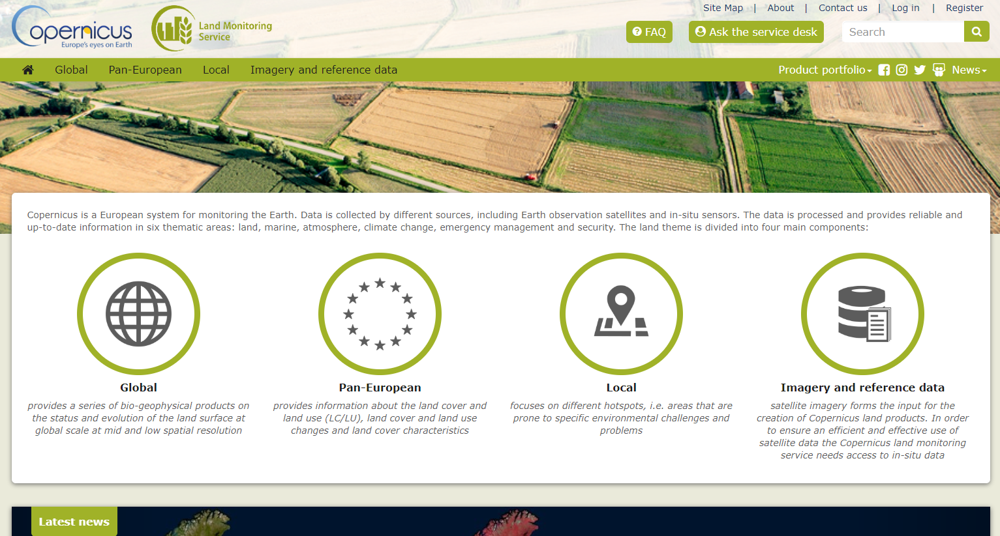 Copernicus
Europe's eyes on Earth
Land Monitoring
Service
Site Map | About | Contact us | Log in | Register
FAQ
Ask the service desk
Search
Global
Pan-European
Local
Imagery and reference data
Product portfolio
News
Copernicus is a European system for monitoring the Earth. Data is collected by different sources, including Earth observation satellites and in-situ sensors. The data is processed and provides reliable and
up-to-date information in six thematic areas: land, marine, atmosphere, climate change, emergency management and security. The land theme is divided into four main components:
Global
provides a series of bio-geophysical products on
the status and evolution of the land surface at
global scale at mid and low spatial resolution
Pan-European
provides information about the land cover and
land use (LC/LU), land cover and land use
changes and land cover characteristics
Local
focuses on different hotspots, i.e. areas that are
prone to specific environmental challenges and
problems
Imagery and reference data
satellite imagery forms the input for the
creation of Copernicus land products. In order
to ensure an efficient and effective use of
satellite data the Copernicus land monitoring
service needs access to in-situ data
Latest news